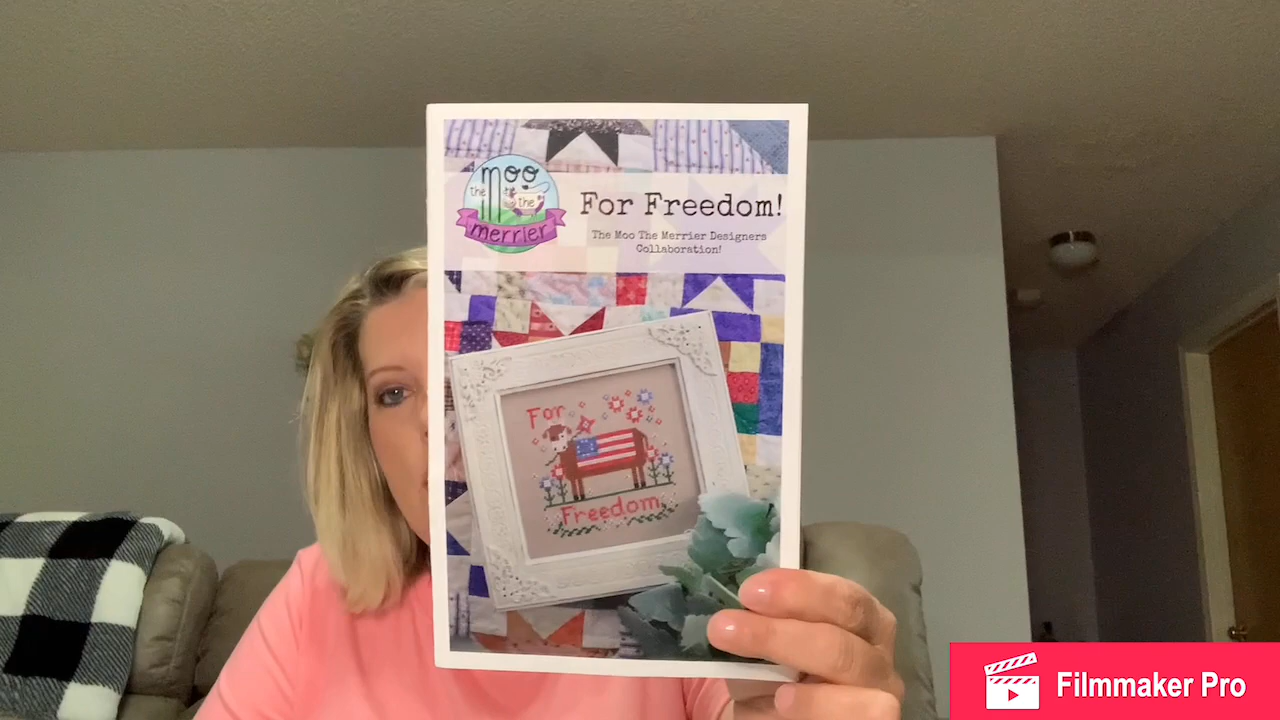 moo
the
the
merrier
For Freedom!
The Moo The Merrier Designers
Collaboration!
For
Freedom
Filmmaker Pro